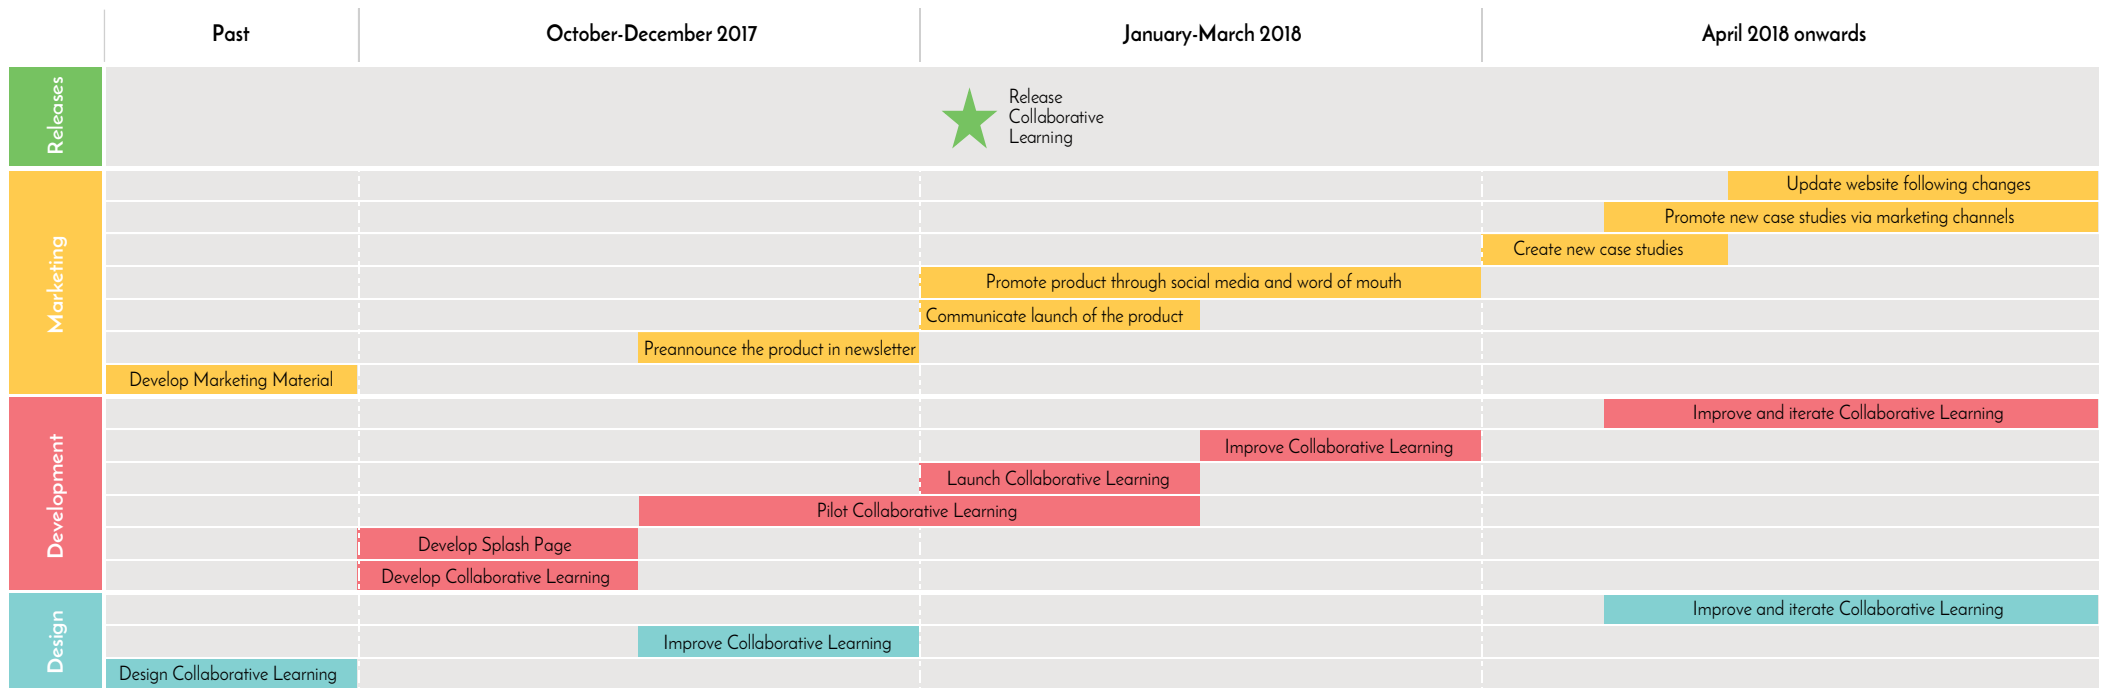 Past
October-December 2017
January-March 2018
April 2018 onwards
Releases
Release
Collaborative
Learning
Marketing
Update website following changes
Promote new case studies via marketing channels
Create new case studies
Promote product through social media and word of mouth
Communicate launch of the product
Preannounce the product in newsletter
Develop Marketing Material
Development
Improve and iterate Collaborative Learning
Improve Collaborative Learning
Launch Collaborative Learning
Pilot Collaborative Learning
Develop Splash Page
Develop Collaborative Learning
Design
Improve and iterate Collaborative Learning
Improve Collaborative Learning
Design Collaborative Learning